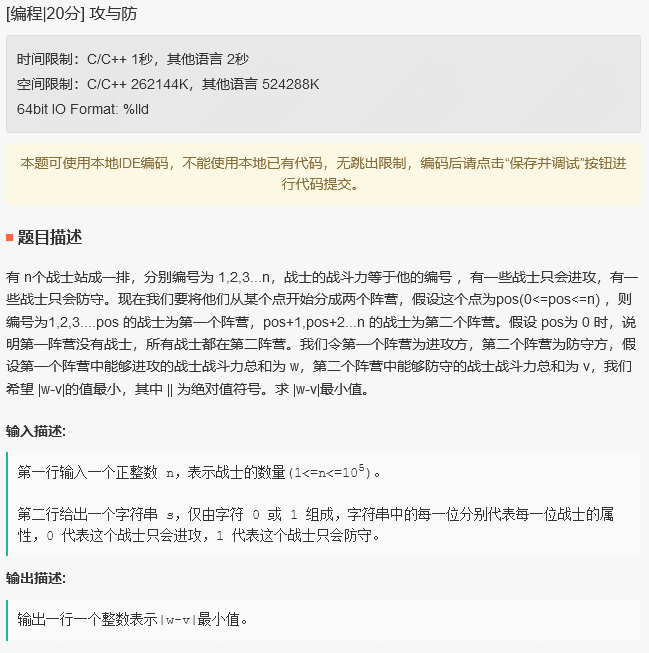 [编程|20分] 攻与防
时间限制：C/C++ 1秒，其他语言 2秒
空间限制：C/C++ 262144K，其他语言 524288K
64bit IO Format: %lld
本题可使用本地IDE编码，不能使用本地已有代码，无跳出限制，编码后请点击“保存并调试”按钮进
行代码提交。
题目描述
有 n个战士站成一排，分别编号为 1,2,3...n，战士的战斗力等于他的编号 ，有一些战士只会进攻，有一
些战士只会防守。现在我们要将他们从某个点开始分成两个阵营，假设这个点为pos(0<=pos<=n) ，则
编号为1,2,3....pos 的战士为第一个阵营，pos+1,pos+2...n 的战士为第二个阵营。假设 pos为 0 时，说
明第一阵营没有战士，所有战士都在第二阵营。我们令第一个阵营为进攻方，第二个阵营为防守方，假
设第一个阵营中能够进攻的战士战斗力总和为 w，第二个阵营中能够防守的战士战斗力总和为 v，我们
希望 |w-v|的值最小，其中 || 为绝对值符号。求 |w-v|最小值。
输入描述:
第一行输入一个正整数 n，表示战士的数量(1<=n<=10^5)。
第二行给出一个字符串 s，仅由字符 0 或 1 组成，字符串中的每一位分别代表每一位战士的属
性，0 代表这个战士只会进攻，1 代表这个战士只会防守。
输出描述:
输出一行一个整数表示|w-v|最小值。